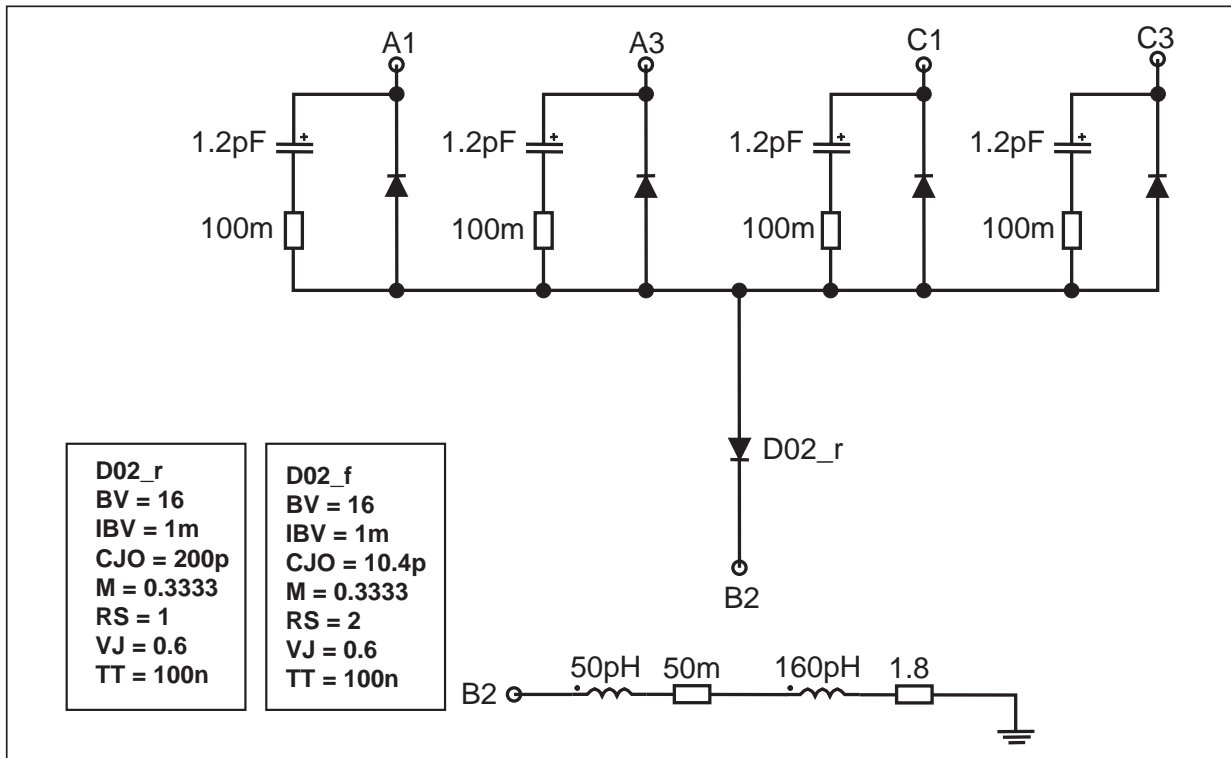 A1
A3
C1
C3
1.2pF
1.2pF
1.2pF
1.2pF
100m
100m
100m
100m
D02_r
B2
D02_r
BV = 16
IBV = 1m
CJO = 200p
M = 0.3333
RS = 1
VJ = 0.6
TT = 100n
D02_f
BV = 16
IBV = 1m
CJO = 10.4p
M = 0.3333
RS = 2
VJ = 0.6
TT = 100n
50pH 50m 160pH 1.8
B2